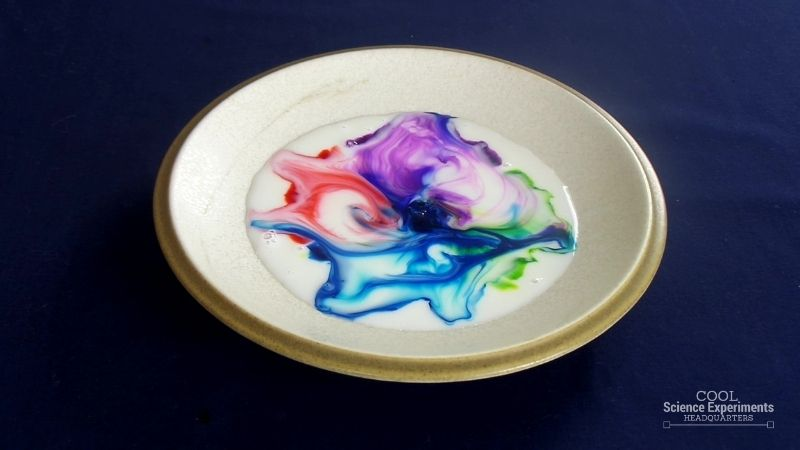 COOL
Science Experiments
HEADQUARTERS